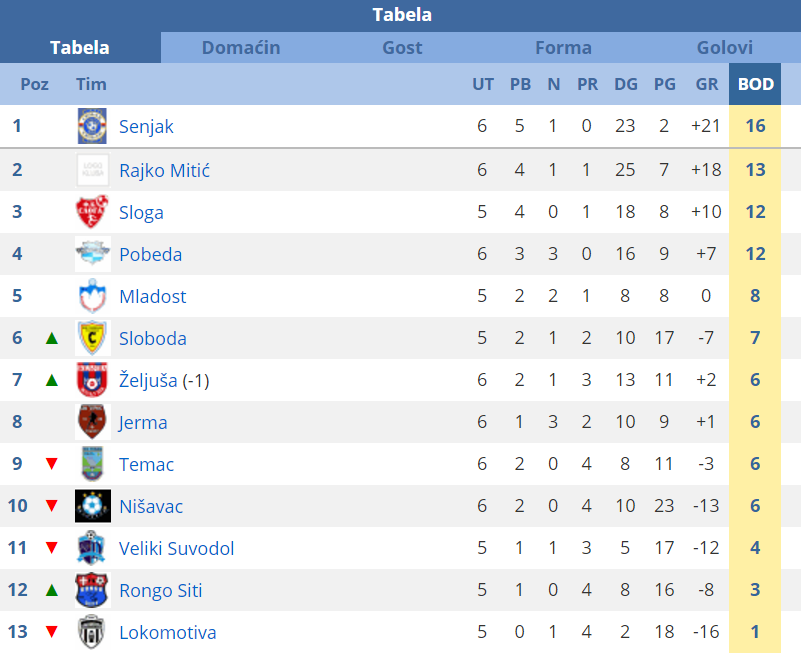 Tabela
Tabela Domaćin Gost Forma Golovi
Poz Tim UT PB N PR DG PG GR BOD
1 Senjak 6 5 1 0 23 2 +21 16
2 Rajko Mitić 6 4 1 1 25 7 +18 13
3 Sloga 5 4 0 1 18 8 +10 12
4 Pobeda 6 3 3 0 16 9 +7 12
5 Mladost 5 2 2 1 8 8 0 8
6 Sloboda 5 2 1 2 10 17 -7 7
7 Željuša (-1) 6 2 1 3 13 11 +2 6
8 Jerma 6 1 3 2 10 9 +1 6
9 Temac 6 2 0 4 8 11 -3 6
10 Nišavac 6 2 0 4 10 23 -13 6
11 Veliki Suvodol 5 1 1 3 5 17 -12 4
12 Rongo Siti 5 1 0 4 8 16 -8 3
13 Lokomotiva 5 0 1 4 2 18 -16 1